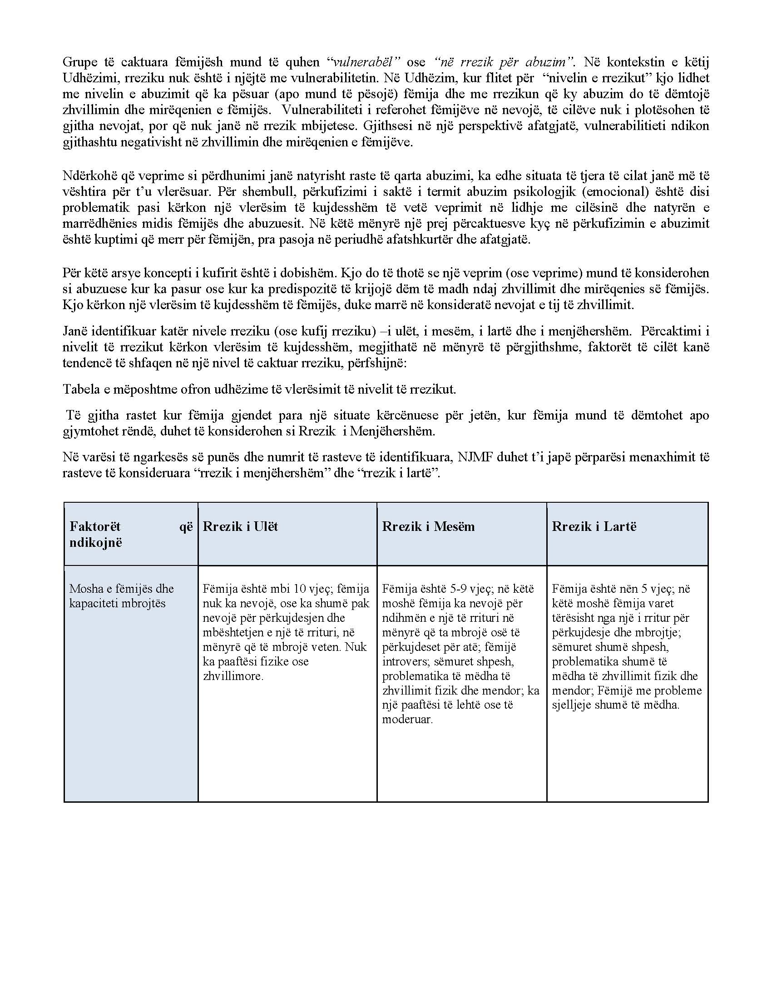 Grupe të caktuara fëmijësh mund të quhen “vulnerabël” ose “në rrezik për abuzim”. Në kontekstin e këtij
Udhëzimi, rreziku nuk është i njëjtë me vulnerabilitetin. Në Udhëzim, kur flitet për “nivelin e rrezikut” kjo lidhet
me nivelin e abuzimit që ka pësuar (apo mund të pësojë) fëmija dhe me rrezikun që ky abuzim do të dëmtojë
zhvillimin dhe mirëqenien e fëmijës. Vulnerabiliteti i referohet fëmijëve në nevojë, të cilëve nuk i plotësohen të
gjitha nevojat, por që nuk janë në rrezik mbijetese. Gjithsesi në një perspektivë afatgjatë, vulnerabilitieti ndikon
gjithashtu negativisht në zhvillimin dhe mirëqenien e fëmijëve.
Ndërkohë që veprime si përdhunimi janë natyrisht raste të qarta abuzimi, ka edhe situata të tjera të cilat janë më të
vështira për t’u vlerësuar. Për shembull, përkufizimi i saktë i termit abuzim psikologjik (emocional) është disi
problematik pasi kërkon një vlerësim të kujdesshëm të vetë veprimit në lidhje me cilësinë dhe natyrën e
marrëdhënies midis fëmijës dhe abuzuesit. Në këtë mënyrë një prej përcaktuesve kyç në përkufizimin e abuzimit
është kuptimi që merr për fëmijën, pra pasoja në periudhë afatshkurtër dhe afatgjatë.
Për këtë arsye koncepti i kufirit është i dobishëm. Kjo do të thotë se një veprim (ose veprime) mund të konsiderohen
si abuzuese kur ka pasur ose kur ka predispozitë të krijojë dëm të madh ndaj zhvillimit dhe mirëqenies së fëmijës.
Kjo kërkon një vlerësim të kujdesshëm të fëmijës, duke marrë në konsideratë nevojat e tij të zhvillimit.
Janë identifikuar katër nivele rreziku (ose kufij rreziku) –i ulët, i mesëm, i lartë dhe i menjëhershëm. Përcaktimi i
nivelit të rrezikut kërkon vlerësim të kujdesshëm, megjithatë në mënyrë të përgjithshme, faktorët të cilët kanë
tendencë të shfaqen në një nivel të caktuar rreziku, përfshijnë:
Tabela e mëposhtme ofron udhëzime të vlerësimit të nivelit të rrezikut.
Të gjitha rastet kur fëmija gjendet para një situate kërcënuese për jetën, kur fëmija mund të dëmtohet apo
gjymtohet rëndë, duhet të konsiderohen si Rrezik i Menjëhershëm.
Në varësi të ngarkesës së punës dhe numrit të rasteve të identifikuara, NJMF duhet t’i japë përparësi menaxhimit të
rasteve të konsideruara “rrezik i menjëhershëm” dhe “rrezik i lartë”.
Faktorët që
ndikojnë
Rrezik i Ulët
Rrezik i Mesëm
Rrezik i Lartë
Mosha e fëmijës dhe
kapaciteti mbrojtës
Fëmija është mbi 10 vjeç; fëmija
nuk ka nevojë, ose ka shumë pak
nevojë për përkujdesjen dhe
mbështetjen e një të rrituri, në
mënyrë që të mbrojë veten. Nuk
ka paaftësi fizike ose
zhvillimore.
Fëmija është 5-9 vjeç; në këtë
moshë fëmija ka nevojë për
ndihmën e një të rrituri në
mënyrë që ta mbrojë osë të
përkujdeset për atë; fëmijë
introvers; sëmuret shpesh,
problematika të mëdha të
zhvillimit fizik dhe mendor; ka
një paaftësi të lehtë ose të
moderuar.
Fëmija është nën 5 vjeç; në
këtë moshë fëmija varet
tërësisht nga një i rritur për
përkujdesje dhe mbrojtje;
sëmuret shumë shpesh,
problematika shumë të
mëdha të zhvillimit fizik dhe
mendor; Fëmijë me probleme
sjelljeje shumë të mëdha.